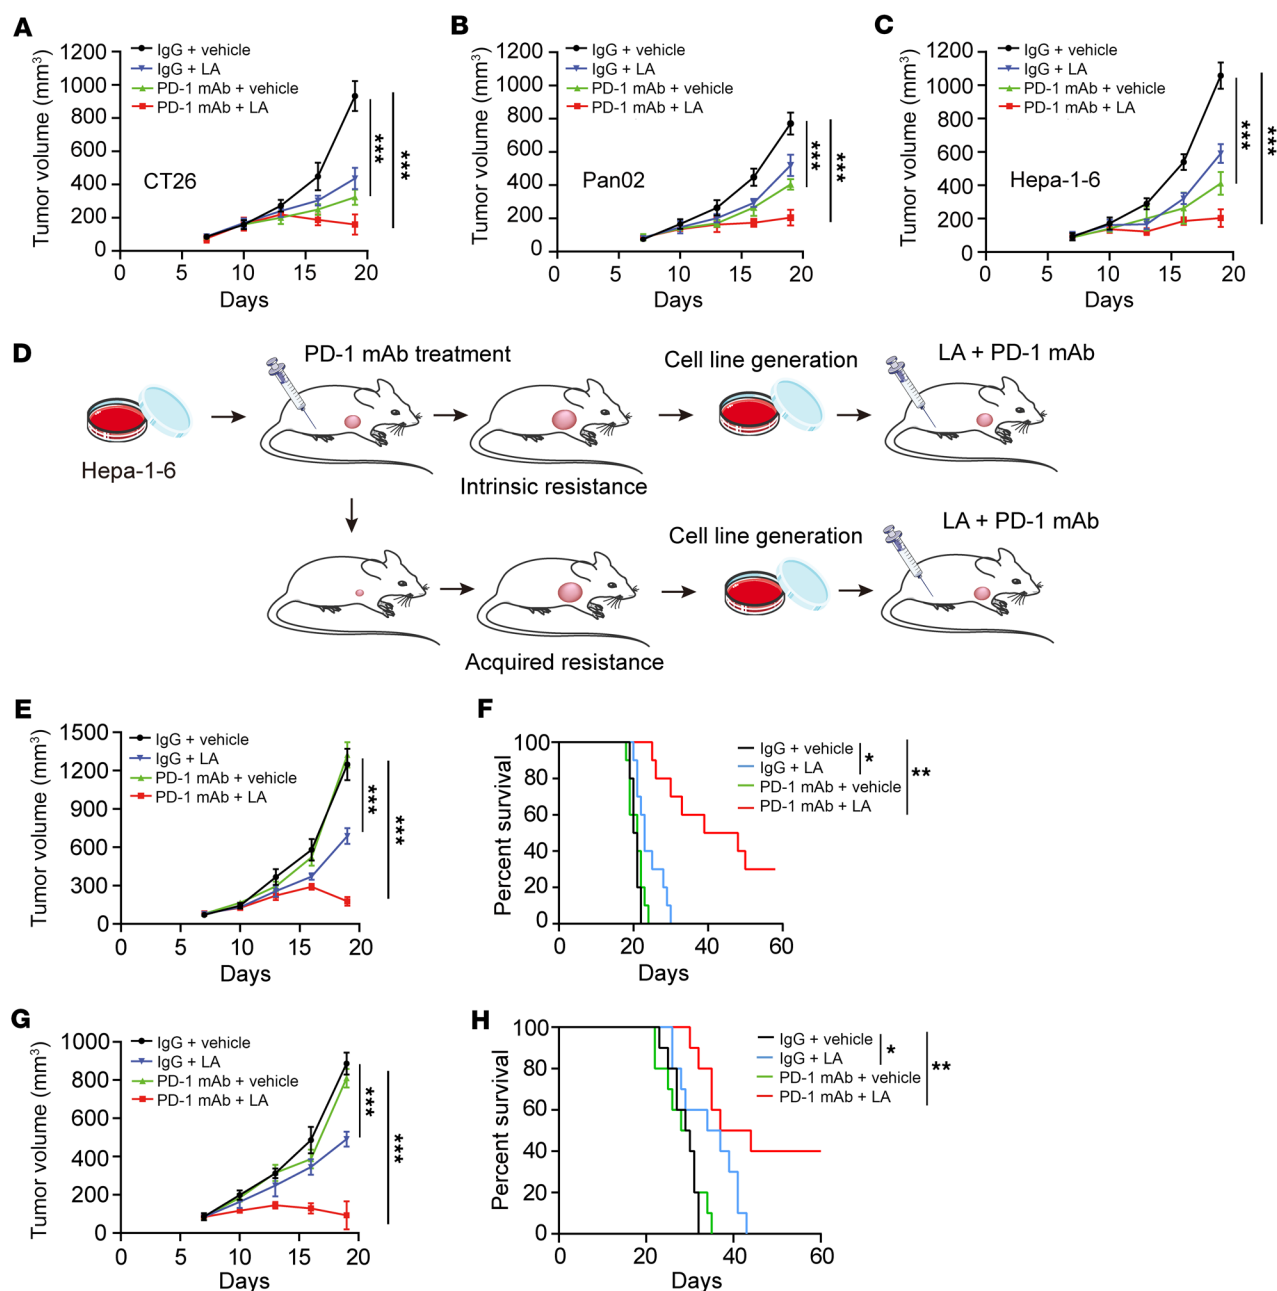 A
Tumor volume (mm³)
1200
1000
800
600
400
200
0
0 5 10 15 20
Days
IgG + vehicle
IgG + LA
PD-1 mAb + vehicle
PD-1 mAb + LA
CT26
***
***
B
Tumor volume (mm³)
1200
1000
800
600
400
200
0
0 5 10 15 20
Days
IgG + vehicle
IgG + LA
PD-1 mAb + vehicle
PD-1 mAb + LA
Pan02
***
***
C
Tumor volume (mm³)
1200
1000
800
600
400
200
0
0 5 10 15 20
Days
IgG + vehicle
IgG + LA
PD-1 mAb + vehicle
PD-1 mAb + LA
Hepa-1-6
***
***
D
PD-1 mAb treatment
Cell line generation
LA + PD-1 mAb
Hepa-1-6
Intrinsic resistance
Cell line generation
LA + PD-1 mAb
Acquired resistance
E
Tumor volume (mm³)
1500
1200
900
600
300
0
0 5 10 15 20
Days
IgG + vehicle
IgG + LA
PD-1 mAb + vehicle
PD-1 mAb + LA
***
***
F
Percent survival
100
80
60
40
20
0
0 20 40 60
Days
IgG + vehicle
IgG + LA
PD-1 mAb + vehicle
PD-1 mAb + LA
*
**
G
Tumor volume (mm³)
1000
800
600
400
200
0
0 5 10 15 20
Days
IgG + vehicle
IgG + LA
PD-1 mAb + vehicle
PD-1 mAb + LA
***
***
H
Percent survival
100
80
60
40
20
0
0 20 40 60
Days
IgG + vehicle
IgG + LA
PD-1 mAb + vehicle
PD-1 mAb + LA
*
**